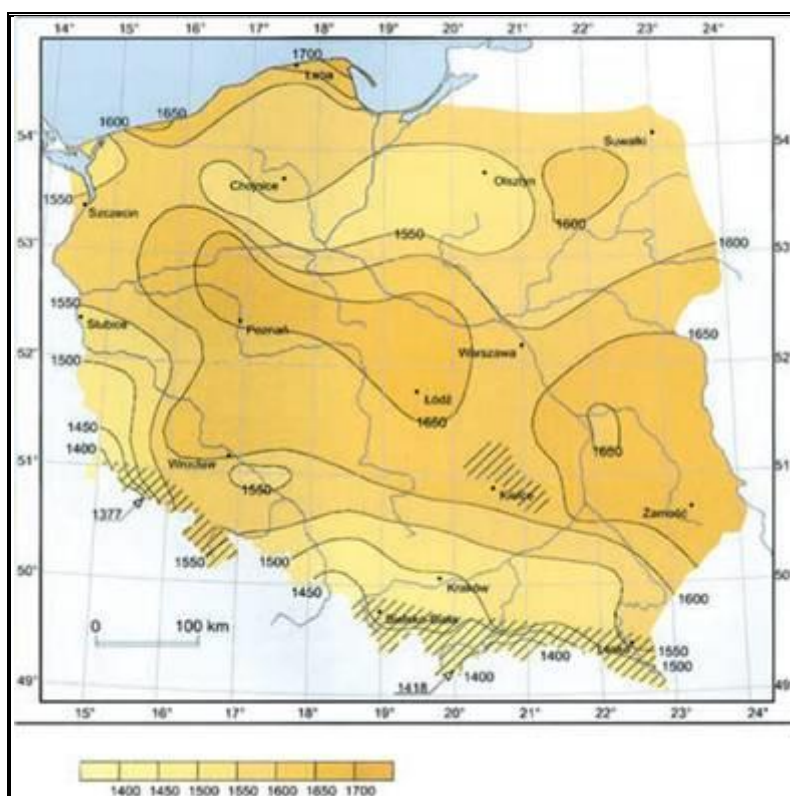 14° 15° 16° 17° 18° 19° 20° 21° 22° 23°
1700
Łeba
1650
1600
54° 54
Suwałki
Chojnice
Olsztyn
1550
Szczecin
1550
1600
53° 53°
1600
1550
Słubice
Poznań
1650
Warszawa
52° 52°
1500
Łódź
1650
1450
1400
1650
51° 51°
Wrocław
1550
Kielce
Zamość
1377
1550
1500
50° 50
1450
Kraków
1600
0 100 km
Bielsko-Biała
1550
1400
1500
1400
1418
49° 49
15° 16° 17° 18° 19° 20° 21° 22° 23° 24°
1400 1450 1500 1550 1600 1650 1700